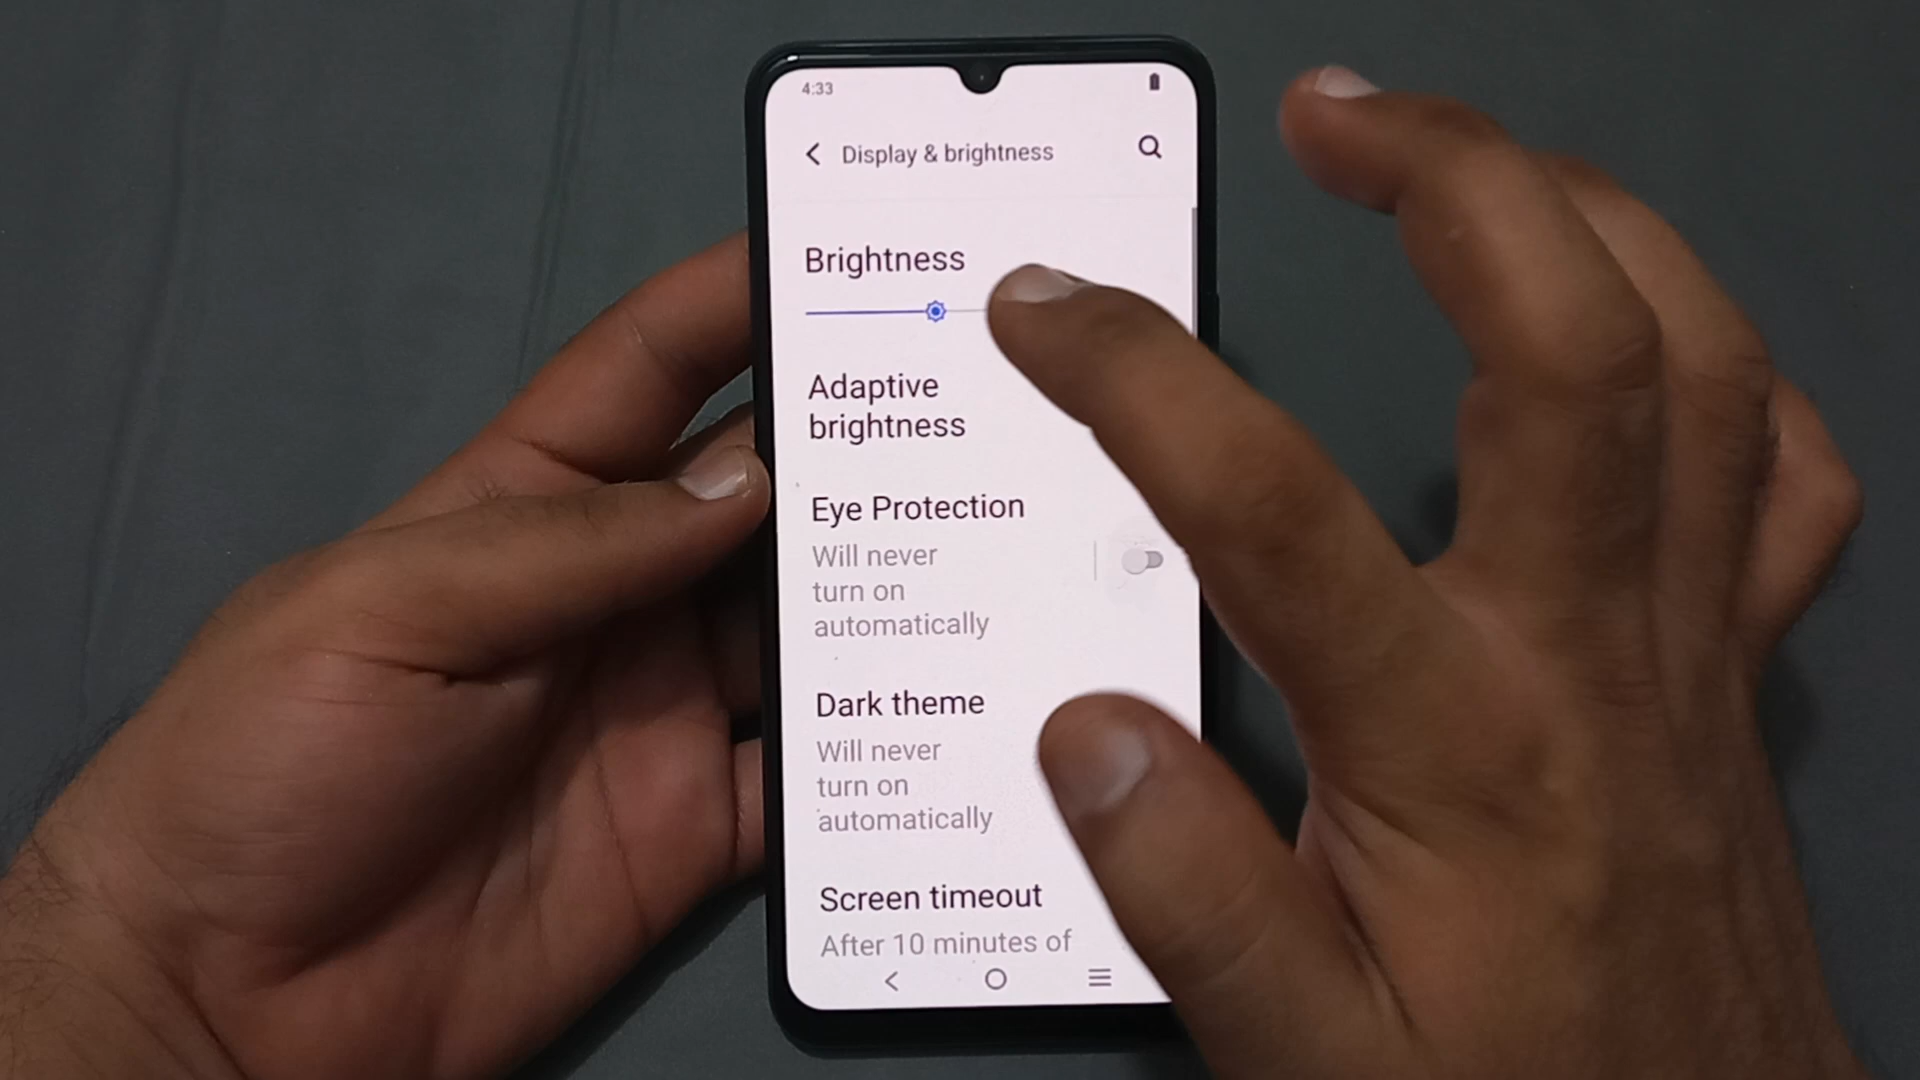 4:33
Display & brightness
Brightness
Adaptive
brightness
Eye Protection
Will never
turn on
automatically
Dark theme
Will never
turn on
automatically
Screen timeout
After 10 minutes of